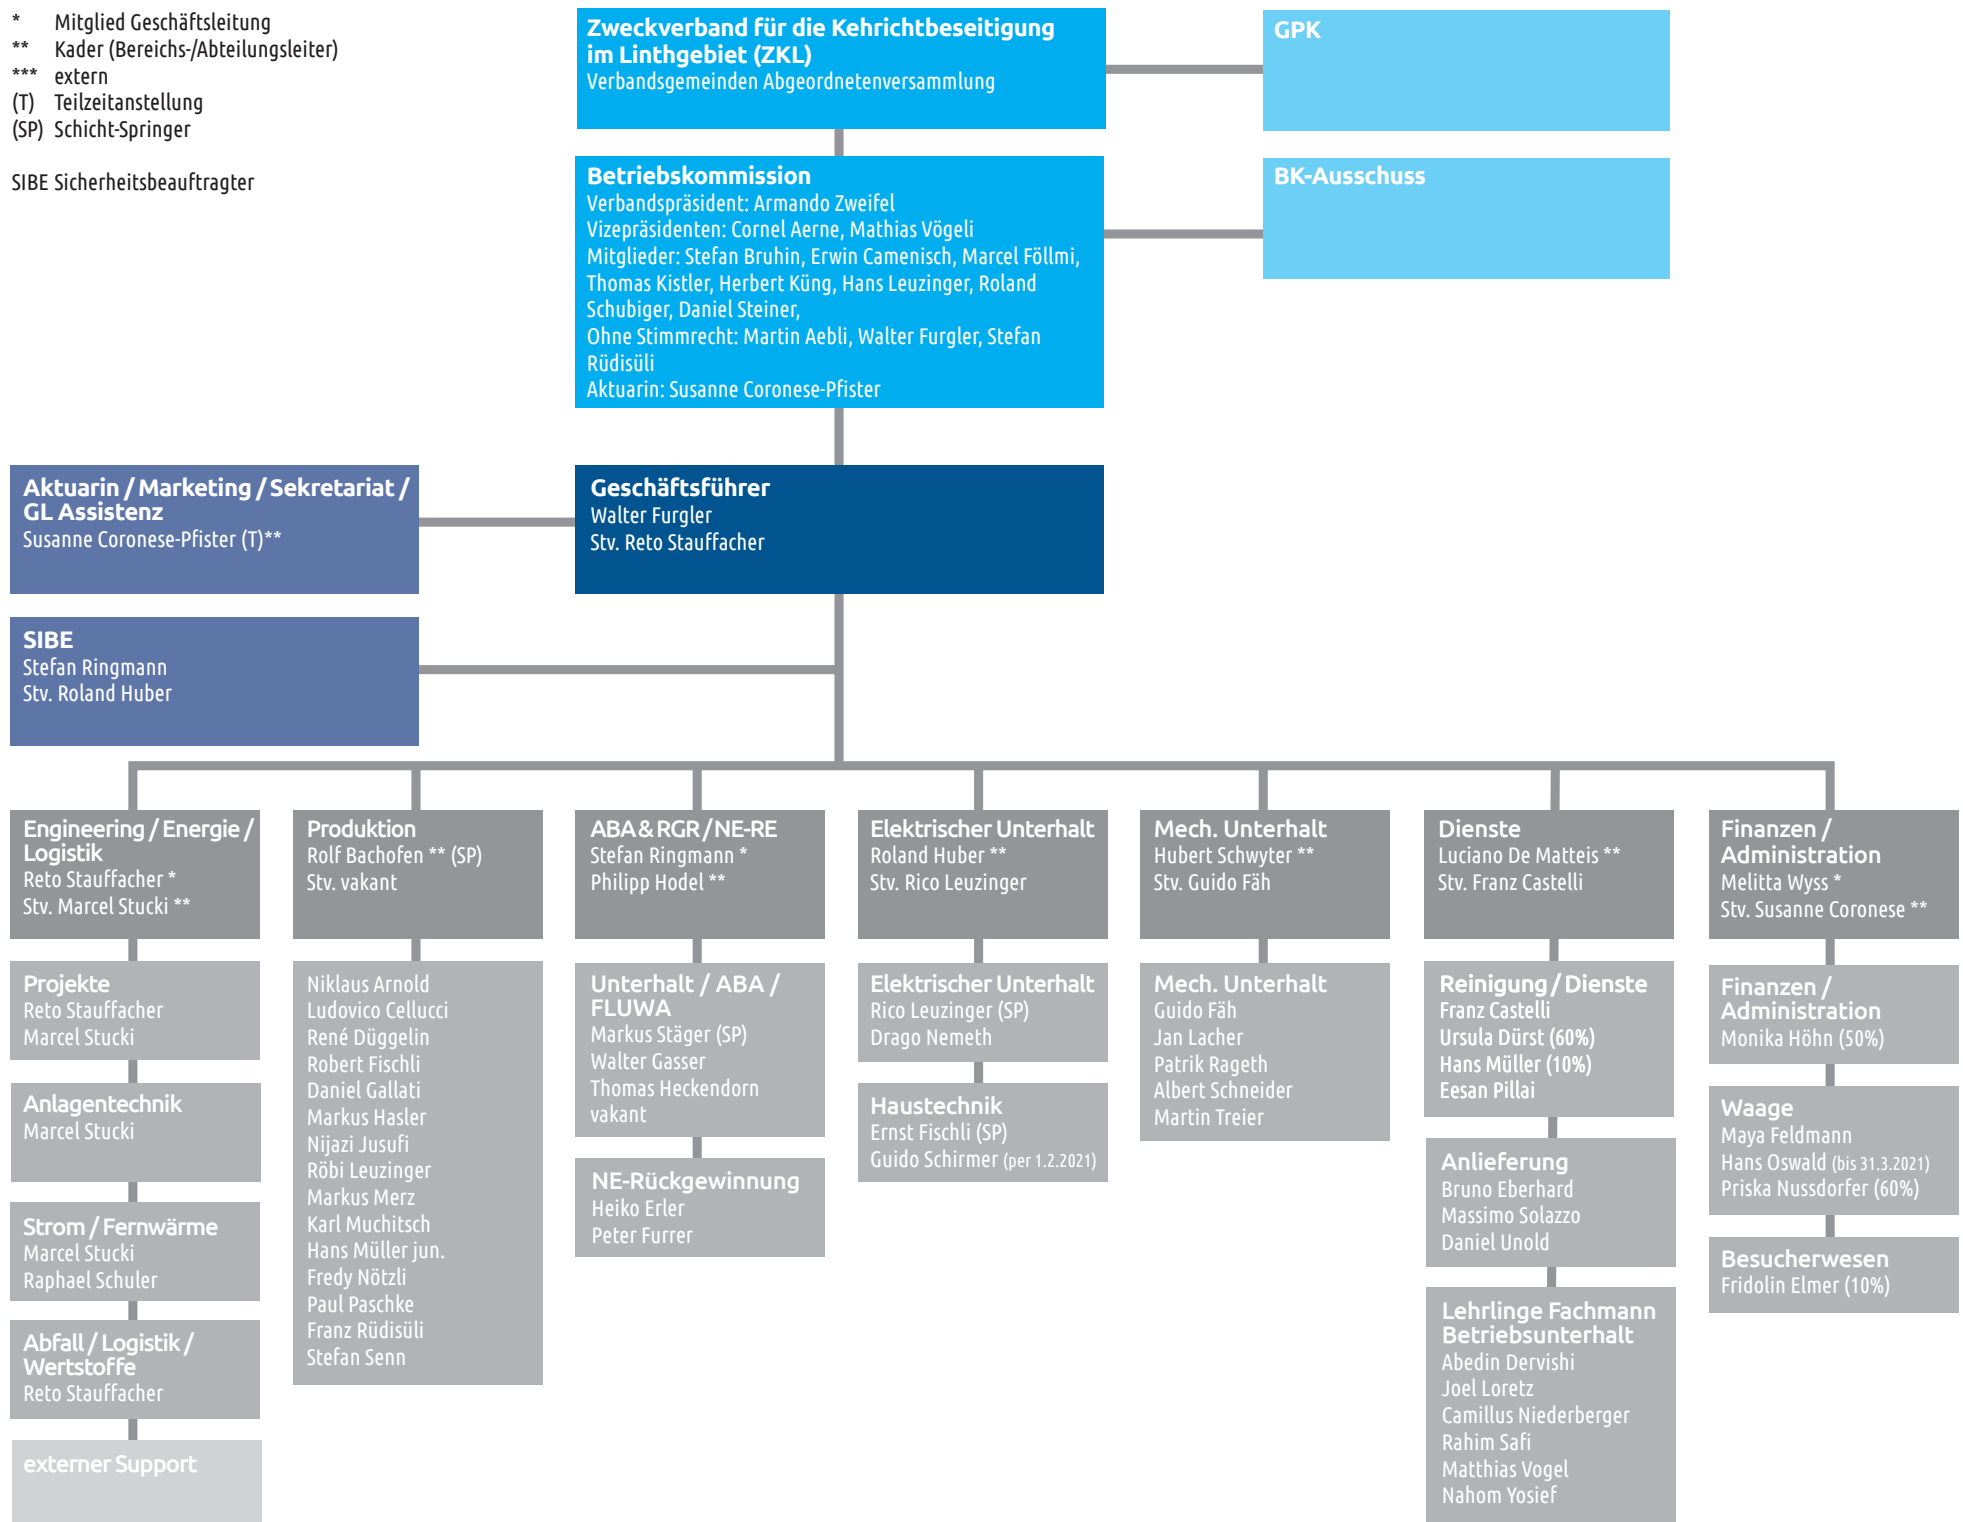 * Mitglied Geschäftsleitung
** Kader (Bereichs-/Abteilungsleiter)
*** extern
(T) Teilzeitanstellung
(SP) Schicht-Springer
SIBE Sicherheitsbeauftragter
Zweckverband für die Kehrichtbeseitigung
im Linthgebiet (ZKL)
Verbandsgemeinden Abgeordnetenversammlung
GPK
Betriebskommission
Verbandspräsident: Armando Zweifel
Vizepräsidenten: Cornel Aerne, Mathias Vögeli
Mitglieder: Stefan Bruhin, Erwin Camenisch, Marcel Föllmi,
Thomas Kistler, Herbert Küng, Hans Leuzinger, Roland
Schubiger, Daniel Steiner,
Ohne Stimmrecht: Martin Aebli, Walter Furgler, Stefan
Rüdisüli
Aktuarin: Susanne Coronese-Pfister
BK-Ausschuss
Aktuarin / Marketing / Sekretariat /
GL Assistenz
Susanne Coronese-Pfister (T)**
Geschäftsführer
Walter Furgler
Stv. Reto Stauffacher
SIBE
Stefan Ringmann
Stv. Roland Huber
Engineering / Energie /
Logistik
Reto Stauffacher *
Stv. Marcel Stucki **
Projekte
Reto Stauffacher
Marcel Stucki
Anlagentechnik
Marcel Stucki
Strom / Fernwärme
Marcel Stucki
Raphael Schuler
Abfall / Logistik /
Wertstoffe
Reto Stauffacher
externer Support
Produktion
Rolf Bachofen ** (SP)
Stv. vakant
Niklaus Arnold
Ludovico Cellucci
René Düggelin
Robert Fischli
Daniel Gallati
Markus Hasler
Nijazi Jusufi
Röbi Leuzinger
Markus Merz
Karl Muchitsch
Hans Müller jun.
Fredy Nötzli
Paul Paschke
Franz Rüdisüli
Stefan Senn
ABA & RGR / NE-RE
Stefan Ringmann *
Philipp Hodel **
Unterhalt / ABA /
FLUWA
Markus Stäger (SP)
Walter Gasser
Thomas Heckendorn
vakant
NE-Rückgewinnung
Heiko Erler
Peter Furrer
Elektrischer Unterhalt
Roland Huber **
Stv. Rico Leuzinger
Elektrischer Unterhalt
Rico Leuzinger (SP)
Drago Nemeth
Haustechnik
Ernst Fischli (SP)
Guido Schirmer (per 1.2.2021)
Mech. Unterhalt
Hubert Schwyter **
Stv. Guido Fäh
Mech. Unterhalt
Guido Fäh
Jan Lacher
Patrik Rageth
Albert Schneider
Martin Treier
Dienste
Luciano De Matteis **
Stv. Franz Castelli
Reinigung / Dienste
Franz Castelli
Ursula Dürst (60%)
Hans Müller (10%)
Eesan Pillai
Anlieferung
Bruno Eberhard
Massimo Solazzo
Daniel Unold
Lehrlinge Fachmann
Betriebsunterhalt
Abedin Dervishi
Joel Loretz
Camillus Niederberger
Rahim Safi
Matthias Vogel
Nahom Yosief
Finanzen /
Administration
Melitta Wyss *
Stv. Susanne Coronese **
Finanzen /
Administration
Monika Höhn (50%)
Waage
Maya Feldmann
Hans Oswald (bis 31.3.2021)
Priska Nussdorfer (60%)
Besucherwesen
Fridolin Elmer (10%)